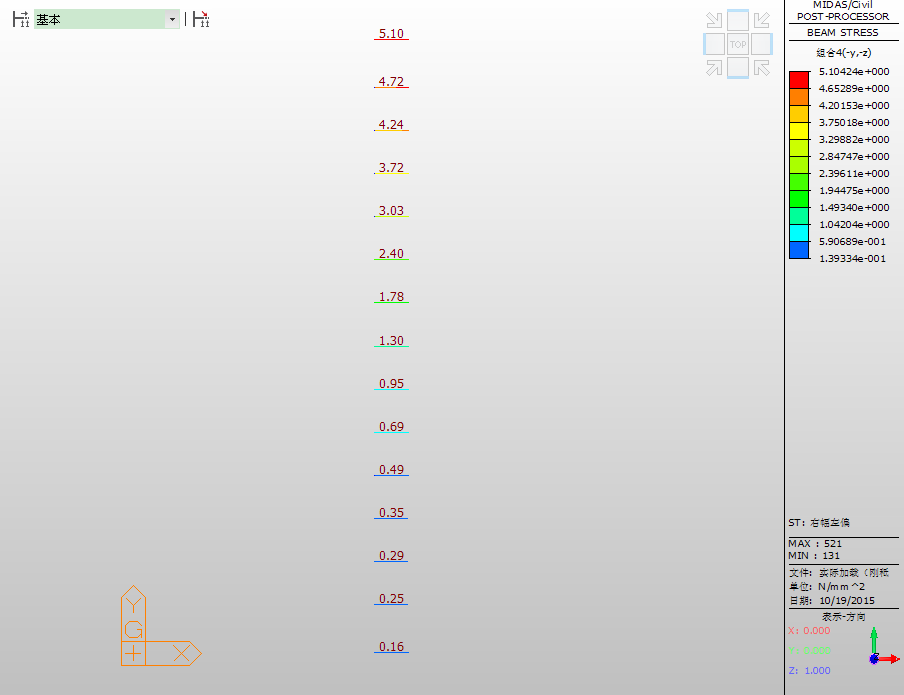 基本
5.10
4.72
4.24
3.72
3.03
2.40
1.78
1.30
0.95
0.69
0.49
0.35
0.29
0.25
0.16
Y
G
X
TOP
MIDAS/Civil
POST-PROCESSOR
BEAM STRESS
组合4(-y,-z)
5.10424e+000
4.65289e+000
4.20153e+000
3.75018e+000
3.29882e+000
2.84747e+000
2.39611e+000
1.94475e+000
1.49340e+000
1.04204e+000
5.90689e-001
1.39334e-001
ST: 右幅左偏
MAX : 521
MIN : 131
文件: 实际加载（刚秖
单位: N/mm^2
日期: 10/19/2015
表示-方向
X: 0.000
Z: 1.000